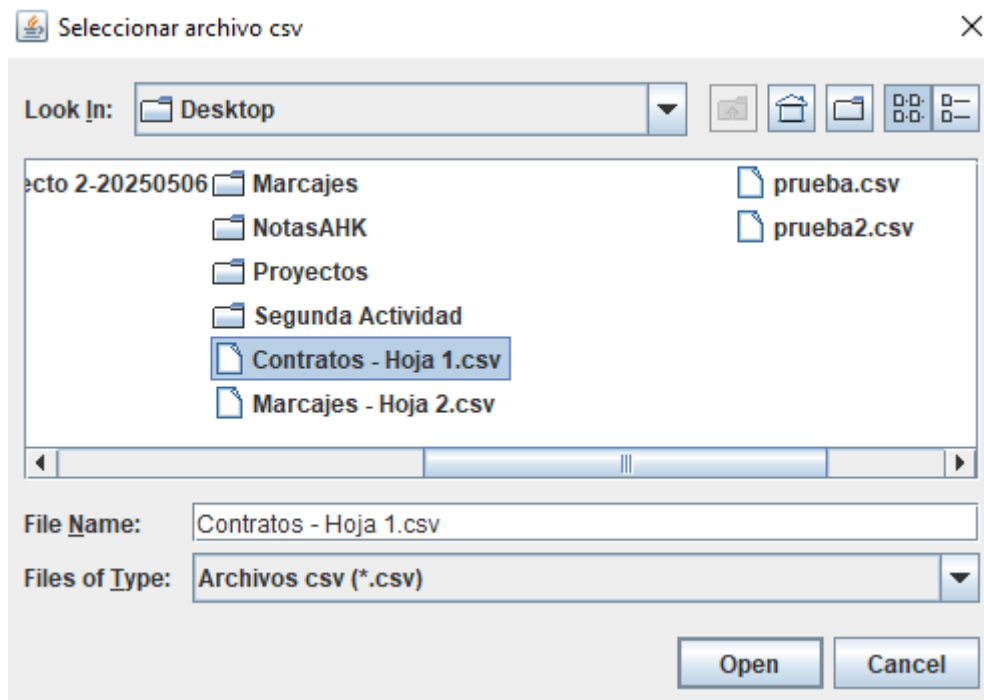 Seleccionar archivo csv
Look In: Desktop
ecto 2-20250506 Marcajes prueba.csv
NotasAHK prueba2.csv
Proyectos
Segunda Actividad
Contratos - Hoja 1.csv
Marcajes - Hoja 2.csv
File Name: Contratos - Hoja 1.csv
Files of Type: Archivos csv (*.csv)
Open Cancel